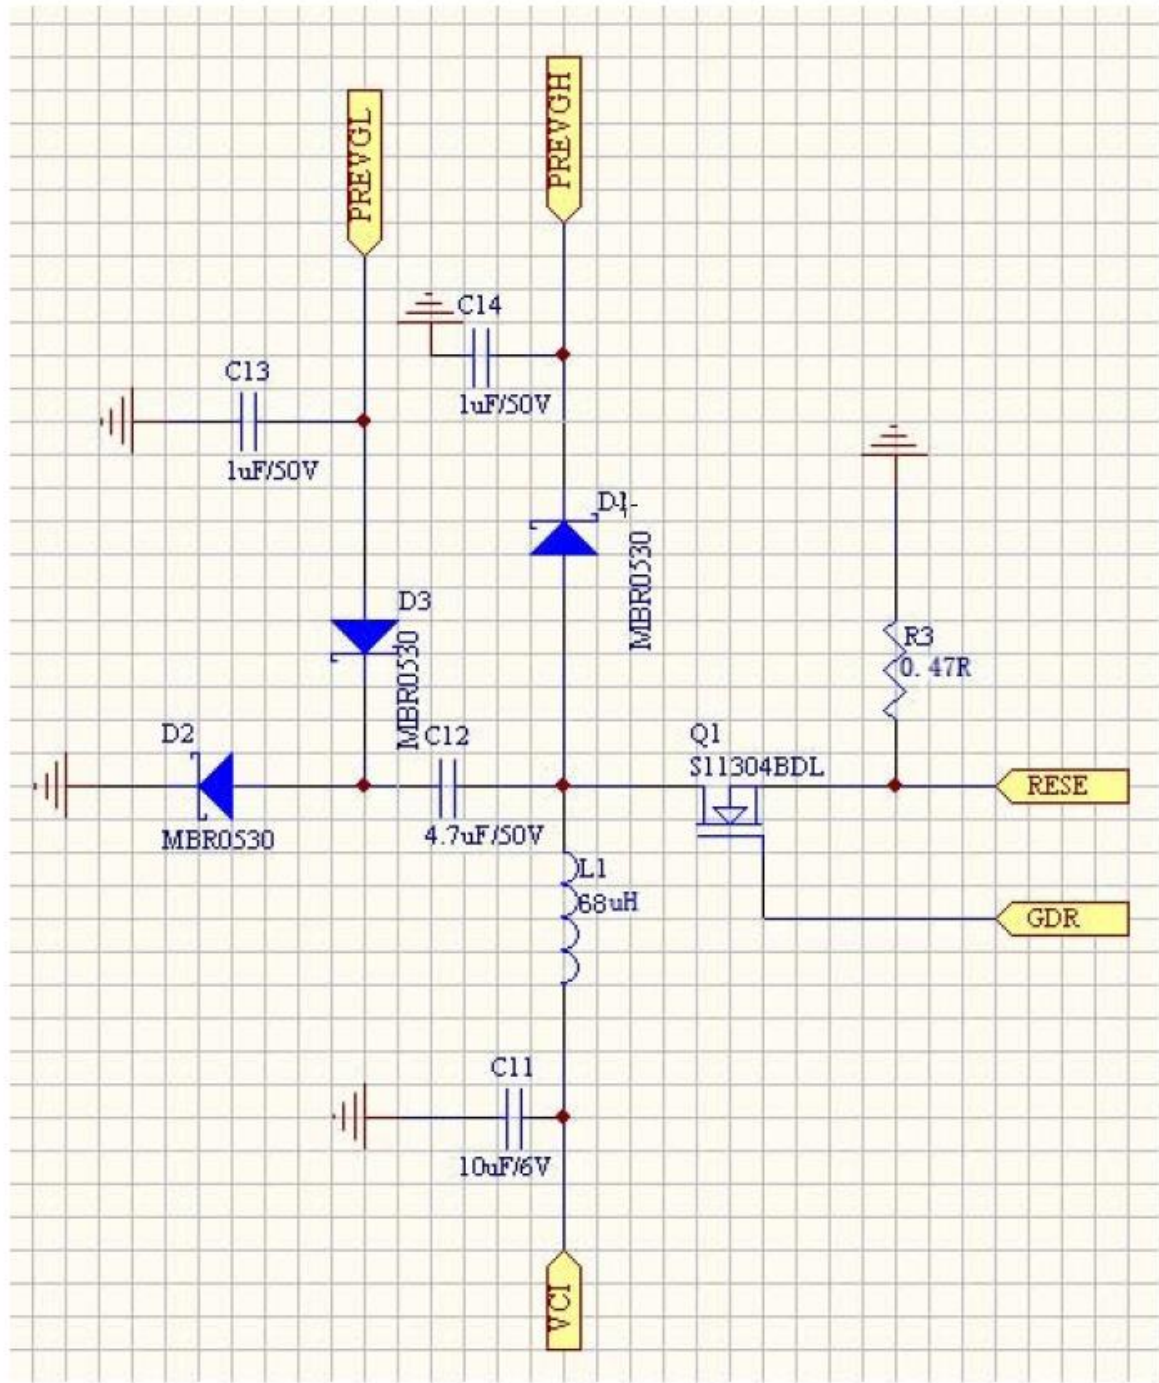 PREVGH
PREVGL
C14
1uF/50V
C13
1uF/50V
MBR0530
D3
MBR0530
R3
0.47R
D2
MBR0530
C12
4.7uF/50V
Q1
S11304BDL
RESE
L1
68uH
GDR
C11
10uF/6V
VCI